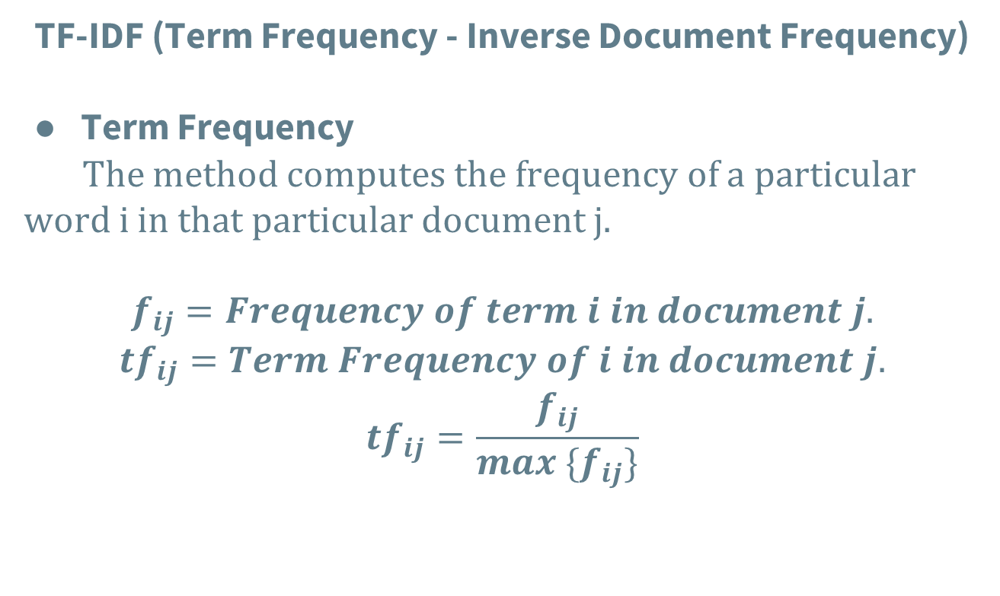 TF-IDF (Term Frequency - Inverse Document Frequency)
● Term Frequency
The method computes the frequency of a particular
word i in that particular document j.
f_{ij} = Frequency of term i in document j.
tf_{ij} = Term Frequency of i in document j.
tf_{ij} = \frac{f_{ij}}{max {f_{ij}}}